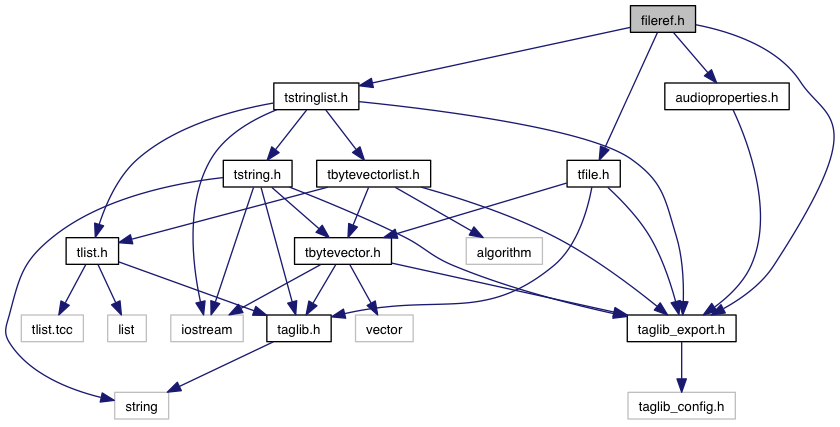 fileref.h
tstringlist.h
audioproperties.h
tstring.h
tbytevectorlist.h
tfile.h
tlist.h
tbytevector.h
algorithm
tlist.tcc
list
iostream
taglib.h
vector
taglib_export.h
string
taglib_config.h